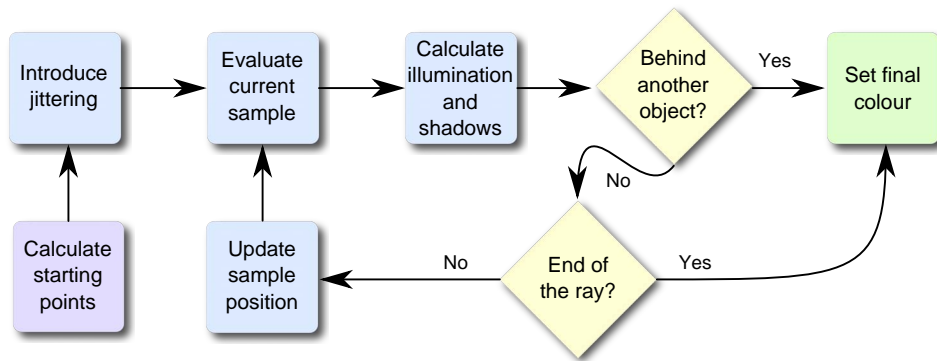 Introduce
jittering
Evaluate
current
sample
Calculate
illumination
and
shadows
Behind
another
object?
Yes
Set final
colour
No
Calculate
starting
points
Update
sample
position
No
End of
the ray?
Yes